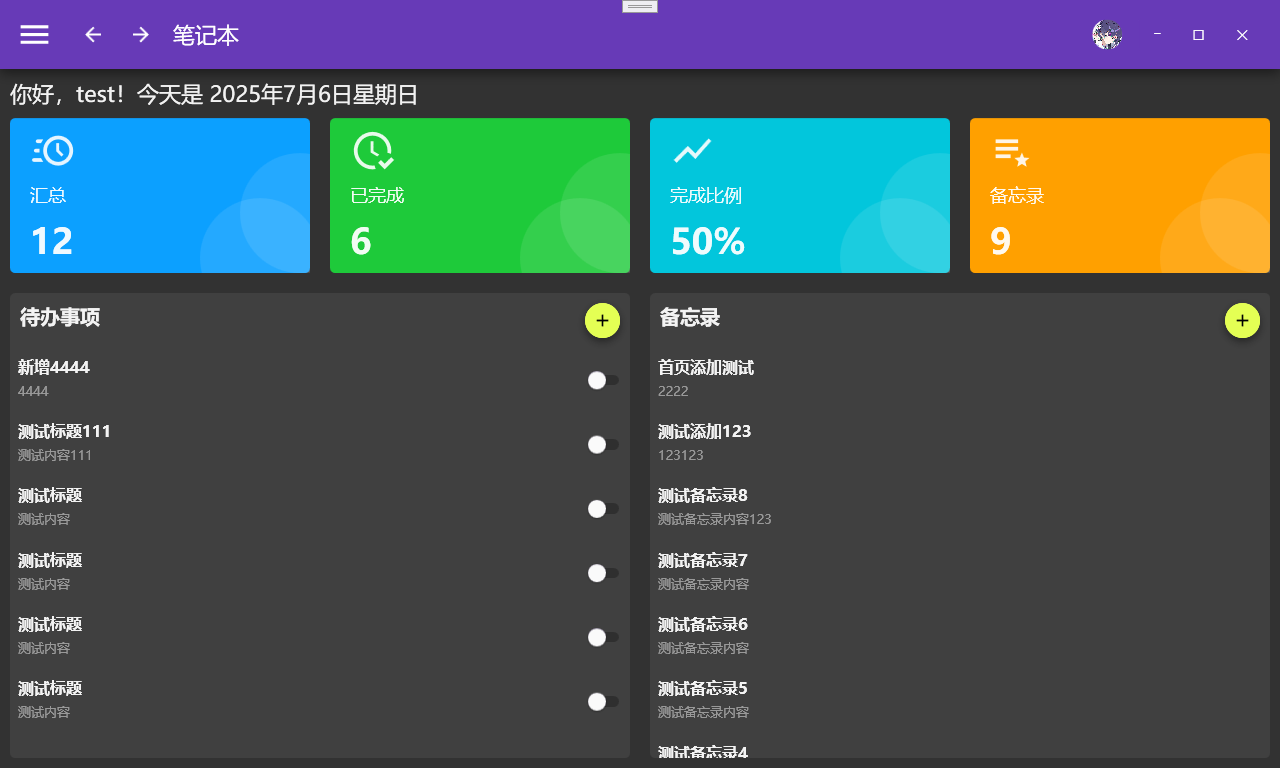 笔记本
你好，test！今天是 2025年7月6日星期日
汇总
12
已完成
6
完成比例
50%
备忘录
9
待办事项
新增4444
4444
测试标题111
测试内容111
测试标题
测试内容
测试标题
测试内容
测试标题
测试内容
测试标题
测试内容
备忘录
首页添加测试
2222
测试添加123
123123
测试备忘录8
测试备忘录内容123
测试备忘录7
测试备忘录内容
测试备忘录6
测试备忘录内容
测试备忘录5
测试备忘录内容
测试备忘录4